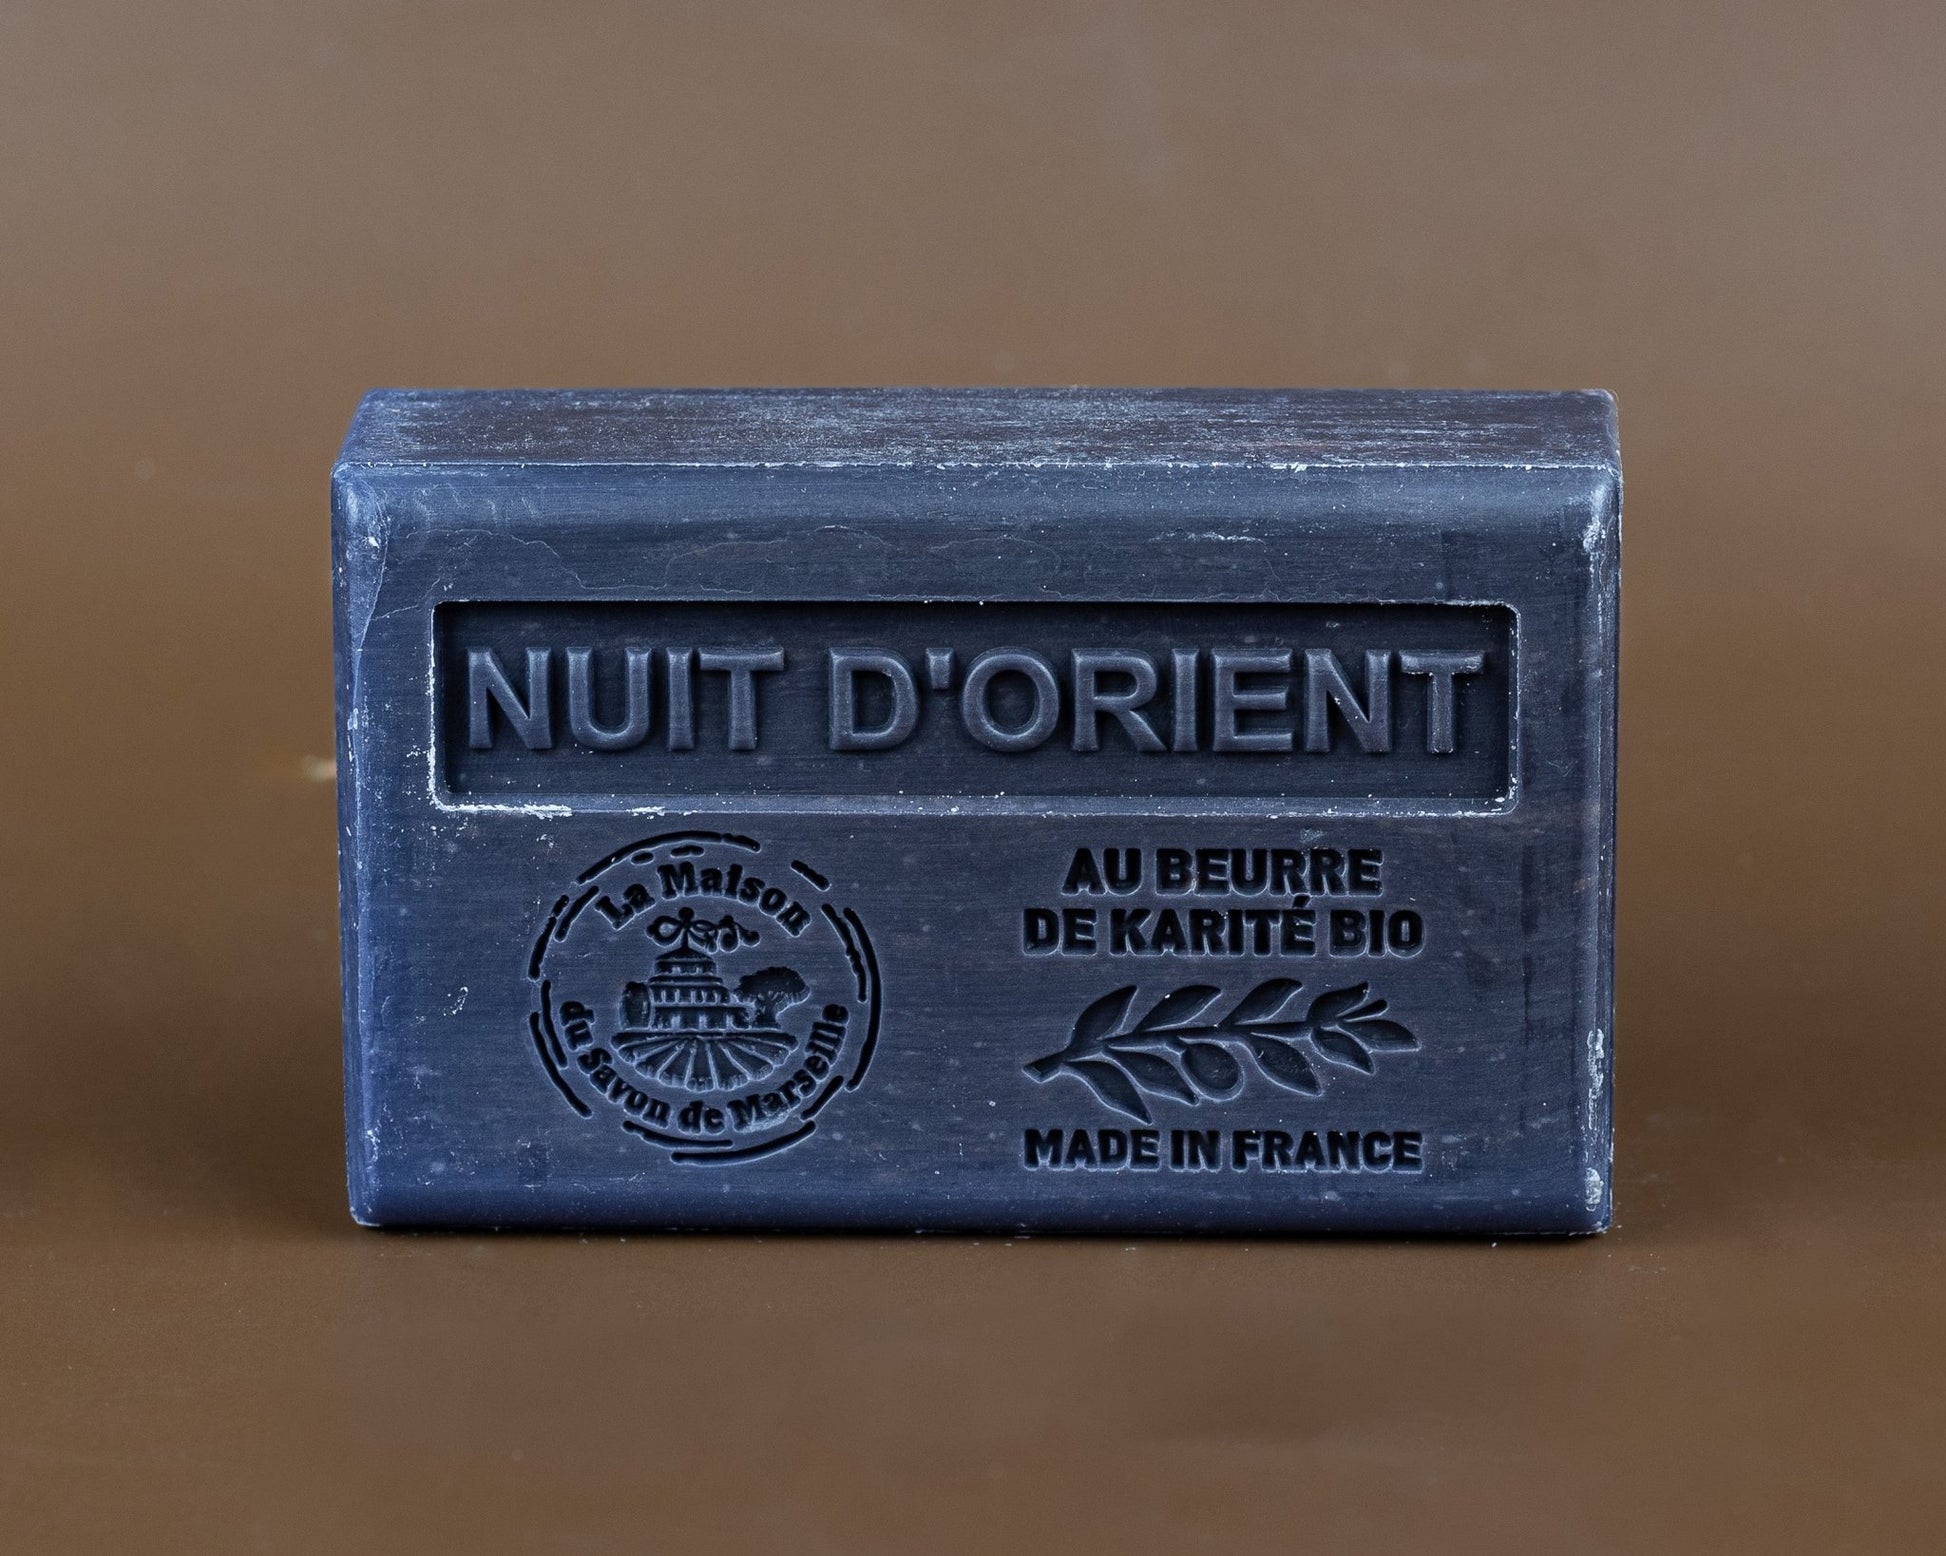 NUIT D'ORIENT
La Maison
du Savon de Marseille
AU BEURRE
DE KARITÉ BIO
MADE IN FRANCE